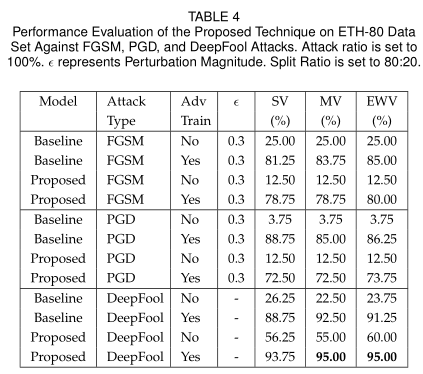 TABLE 4
Performance Evaluation of the Proposed Technique on ETH-80 Data
Set Against FGSM, PGD, and DeepFool Attacks. Attack ratio is set to
100%. ϵ represents Perturbation Magnitude. Split Ratio is set to 80:20.
Model Attack Adv ϵ SV MV EWV
Type Train (%) (%) (%)
Baseline FGSM No 0.3 25.00 25.00 25.00
Baseline FGSM Yes 0.3 81.25 83.75 85.00
Proposed FGSM No 0.3 12.50 12.50 12.50
Proposed FGSM Yes 0.3 78.75 78.75 80.00
Baseline PGD No 0.3 3.75 3.75 3.75
Baseline PGD Yes 0.3 88.75 85.00 86.25
Proposed PGD No 0.3 12.50 12.50 12.50
Proposed PGD Yes 0.3 72.50 72.50 73.75
Baseline DeepFool No - 26.25 22.50 23.75
Baseline DeepFool Yes - 88.75 92.50 91.25
Proposed DeepFool No - 56.25 55.00 60.00
Proposed DeepFool Yes - 93.75 95.00 95.00